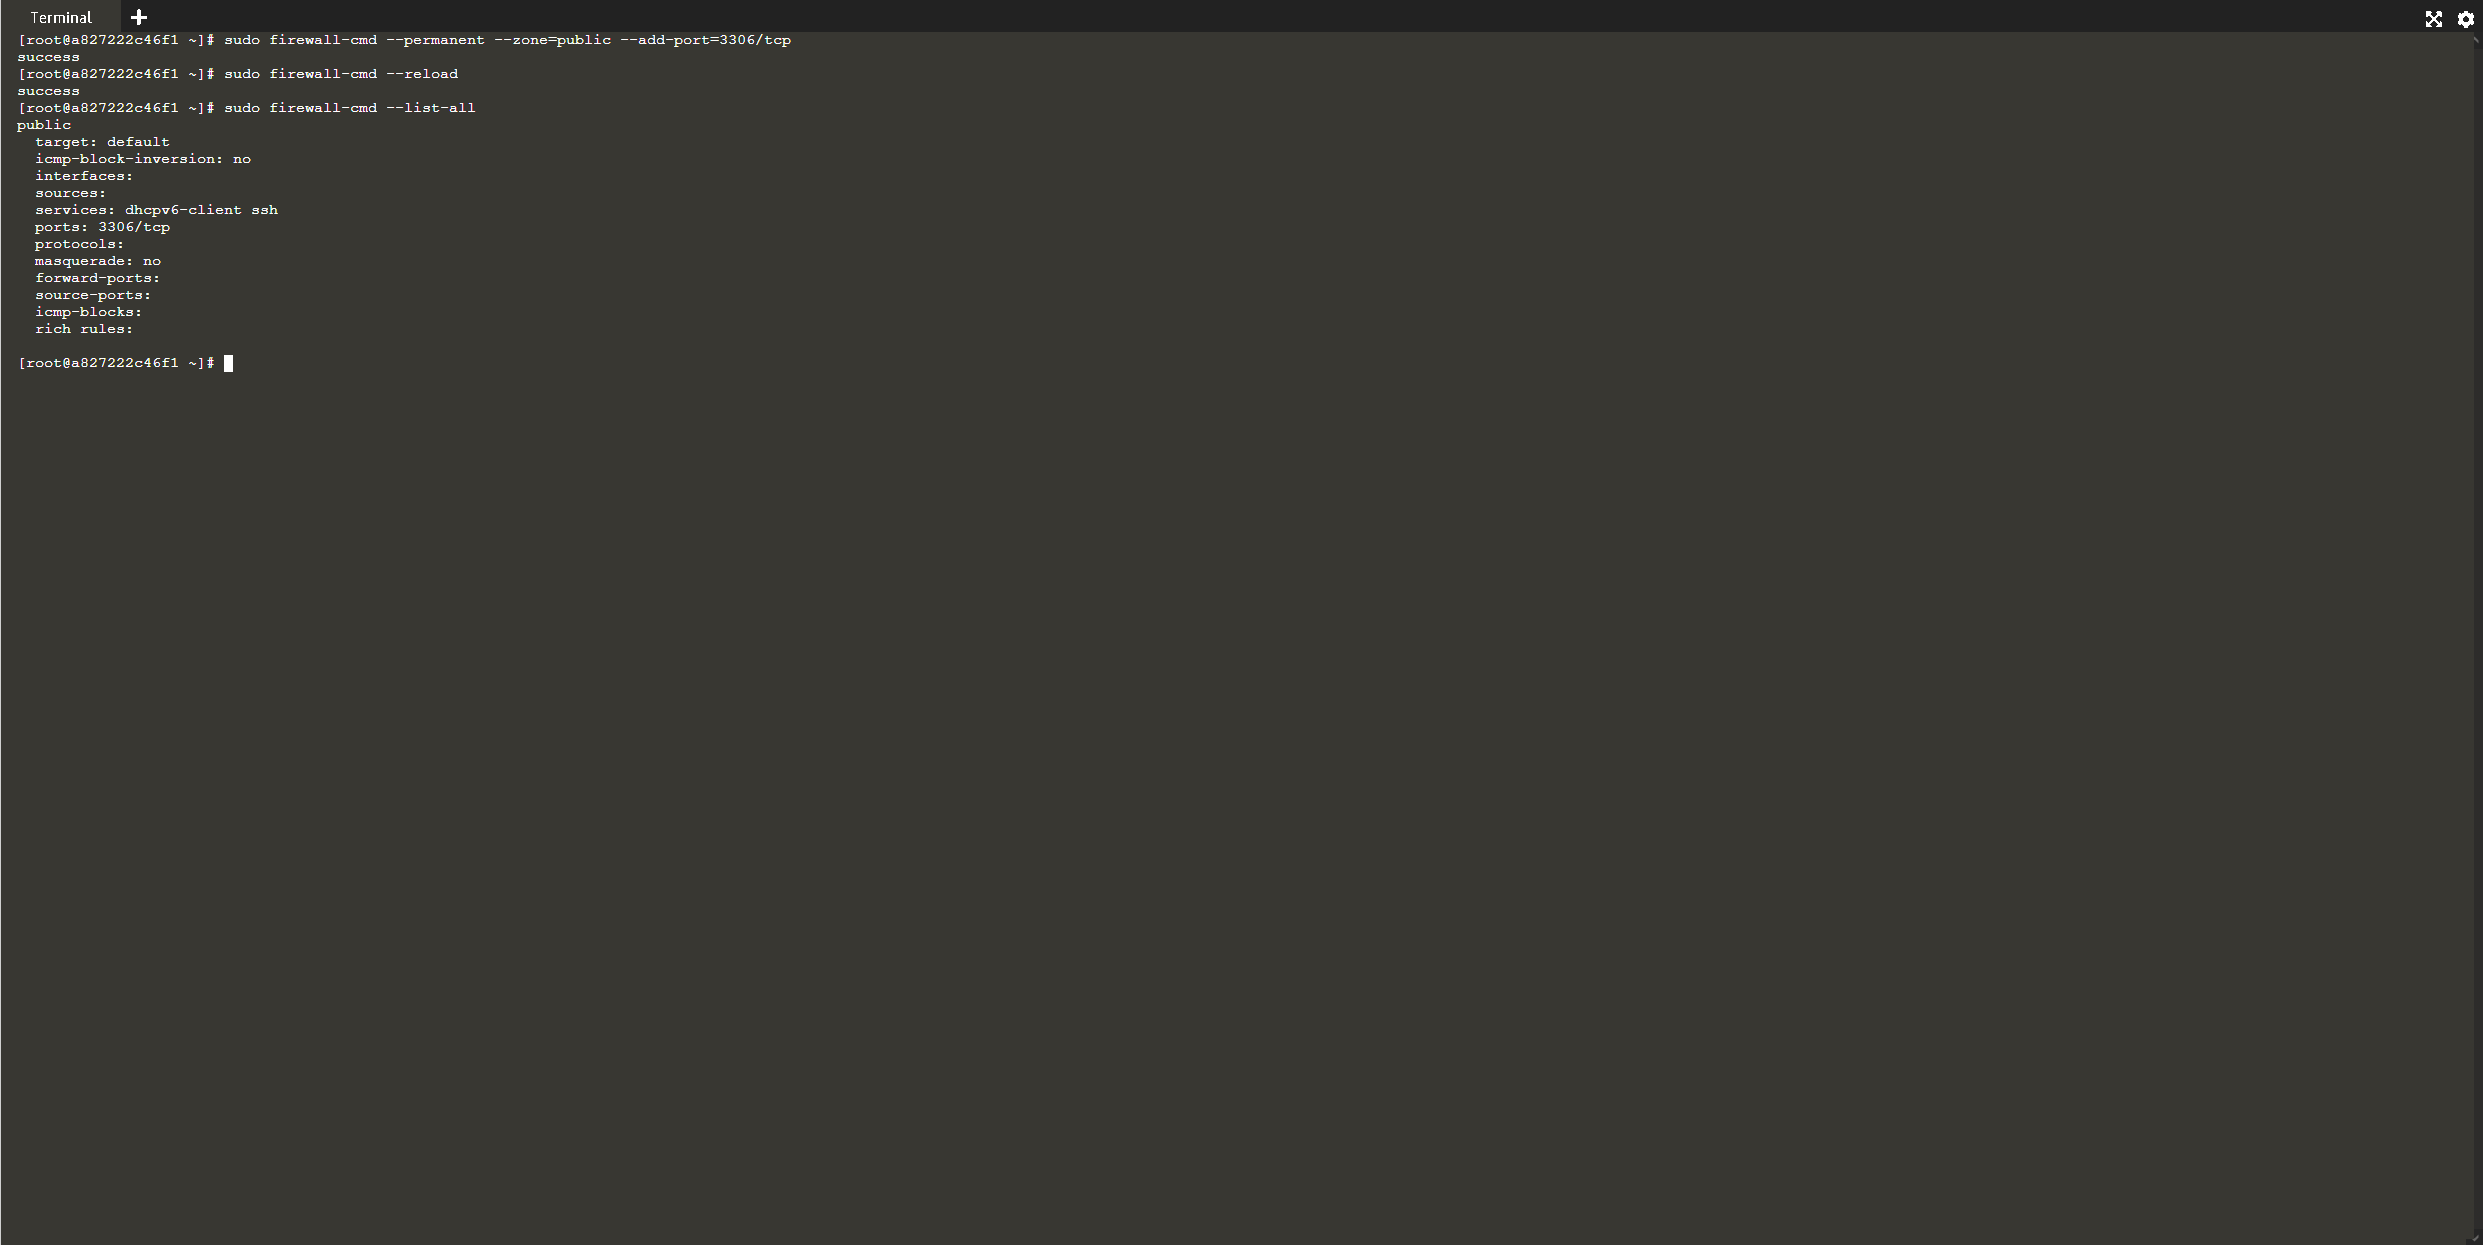 Terminal
[root@a827222c46f1 ~]# sudo firewall-cmd --permanent --zone=public --add-port=3306/tcp
success
[root@a827222c46f1 ~]# sudo firewall-cmd --reload
success
[root@a827222c46f1 ~]# sudo firewall-cmd --list-all
public
  target: default
  icmp-block-inversion: no
  interfaces:
  sources:
  services: dhcpv6-client ssh
  ports: 3306/tcp
  protocols:
  masquerade: no
  forward-ports:
  source-ports:
  icmp-blocks:
  rich rules:
[root@a827222c46f1 ~]#